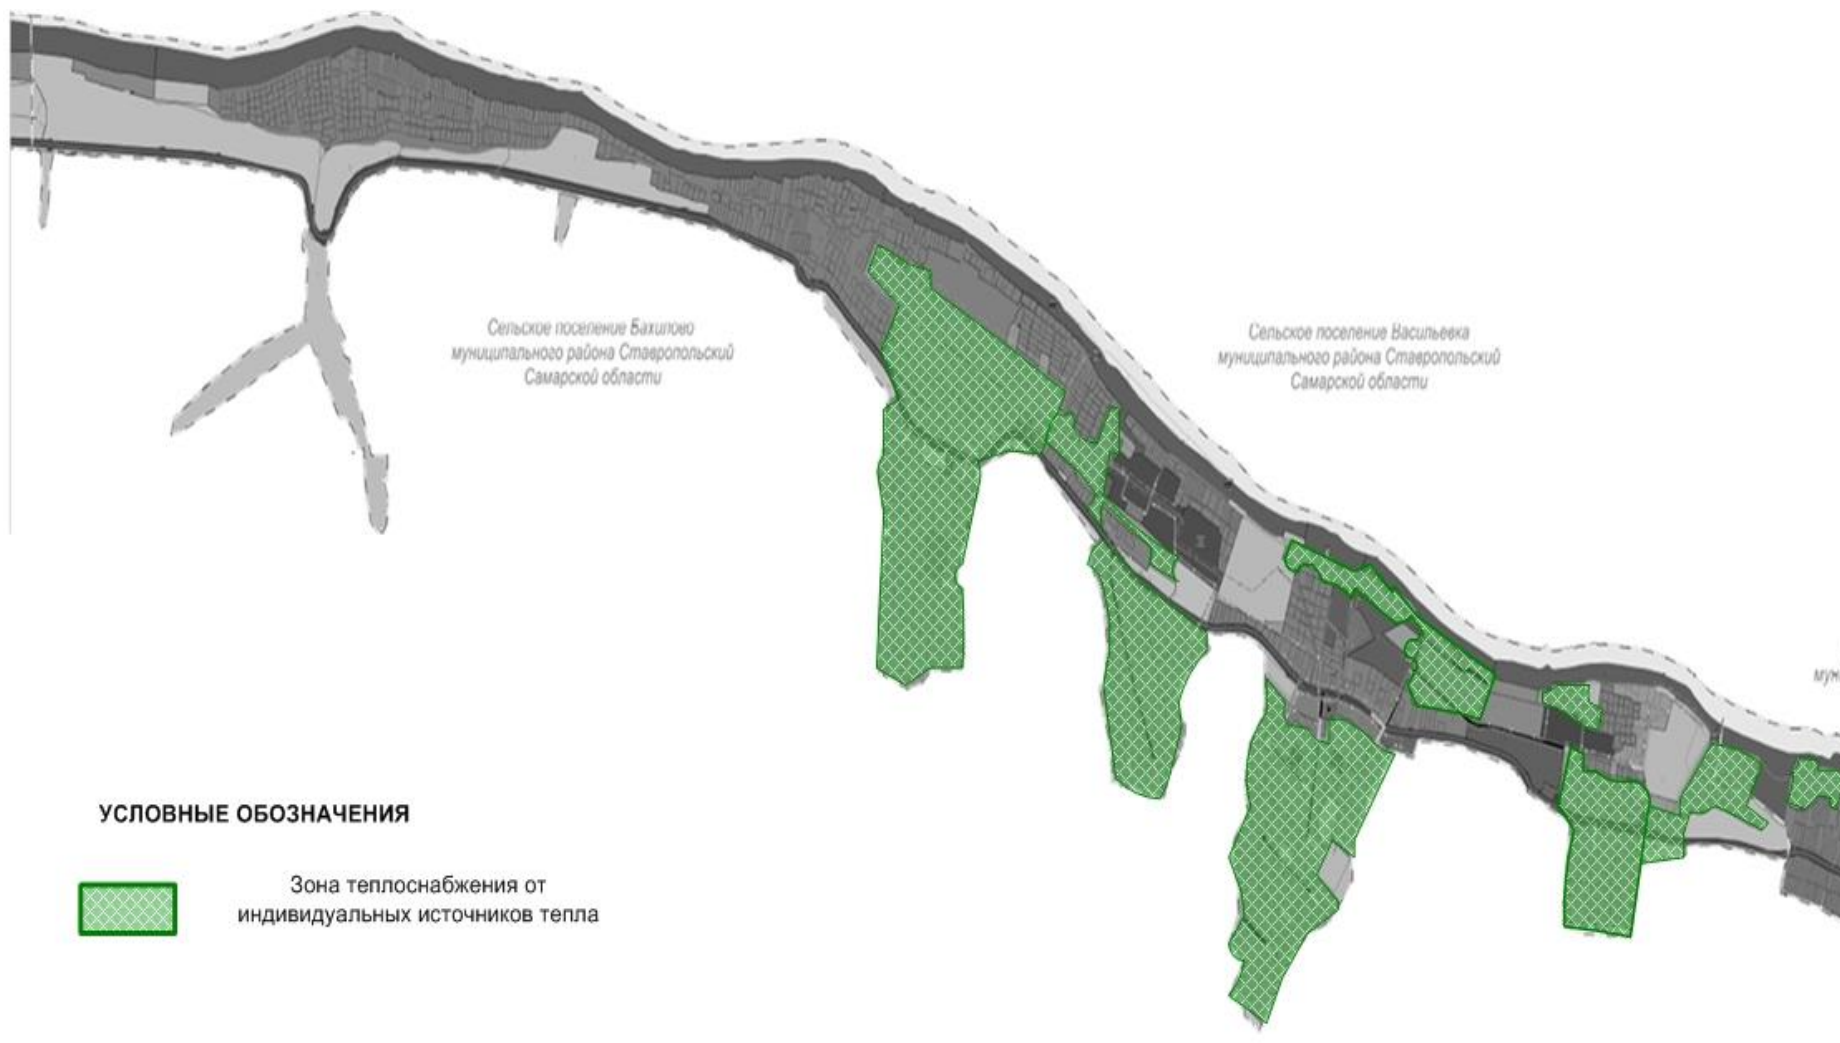 Сельское поселение Бахилово
муниципального района Ставропольский
Самарской области
Сельское поселение Васильевка
муниципального района Ставропольский
Самарской области
УСЛОВНЫЕ ОБОЗНАЧЕНИЯ
Зона теплоснабжения от
индивидуальных источников тепла